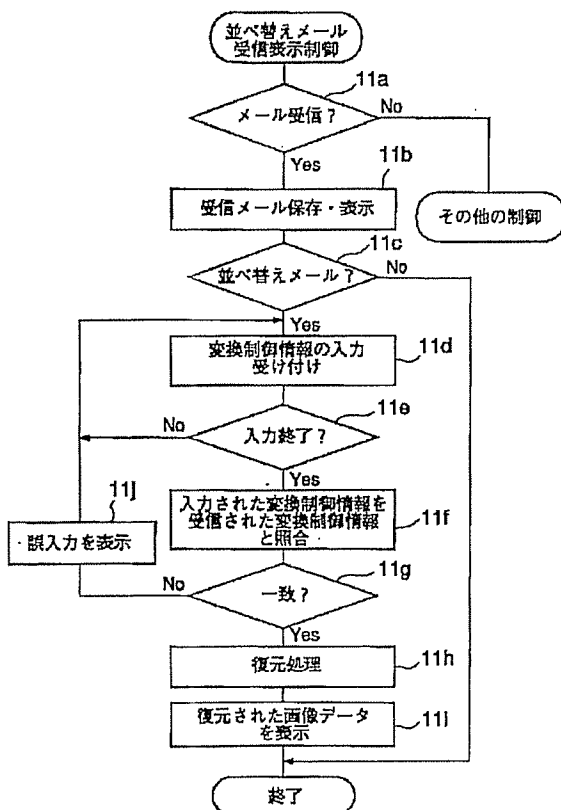 並べ替えメール
受信表示制御
11a
メール受信？
No
Yes
11b
受信メール保存・表示
その他の制御
11c
並べ替えメール？
No
Yes
変換制御情報の入力
受け付け
11d
11e
入力終了？
No
Yes
11j
誤入力を表示
入力された変換制御情報を
受信された変換制御情報
と照合
11f
11g
一致？
No
Yes
復元処理
11h
復元された画像データ
を表示
11i
終了